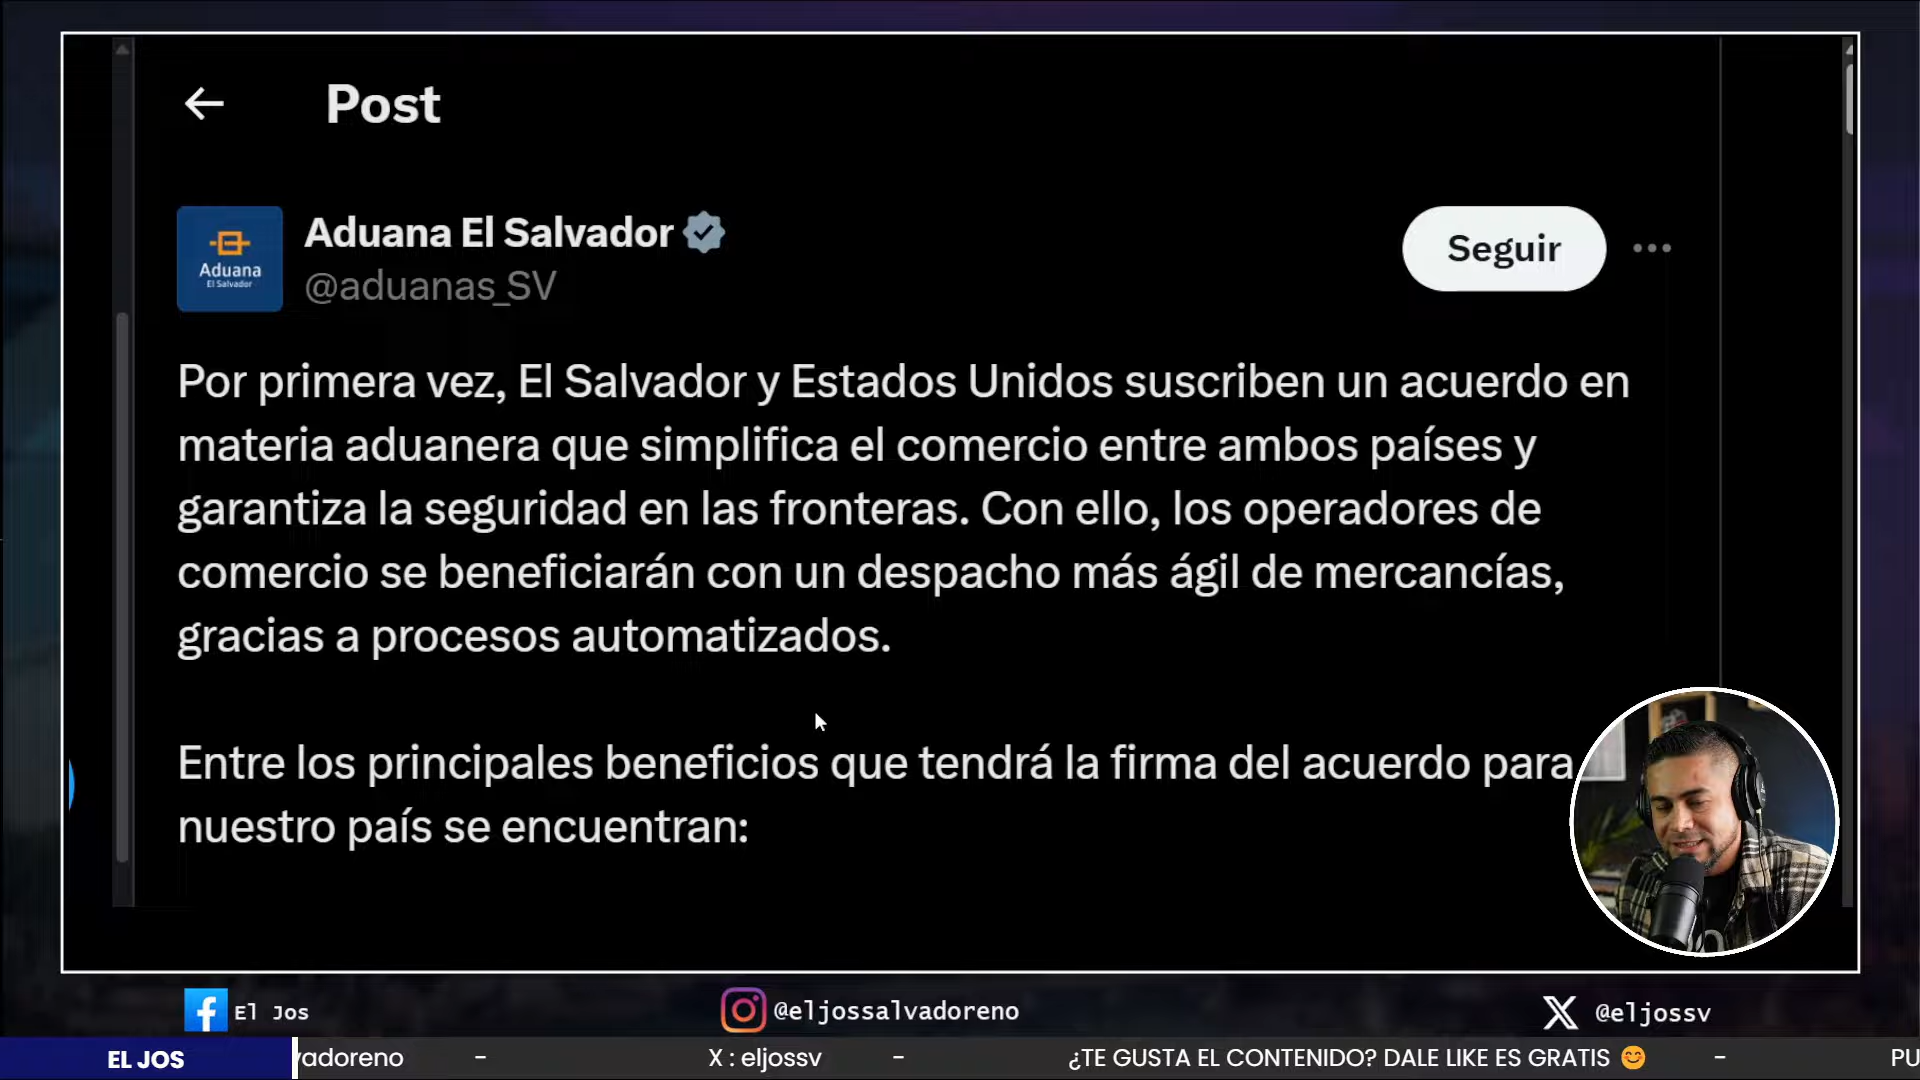 Post
Aduana El Salvador
@aduanas_SV
Seguir
Aduana
El Salvador
Por primera vez, El Salvador y Estados Unidos suscriben un acuerdo en
materia aduanera que simplifica el comercio entre ambos países y
garantiza la seguridad en las fronteras. Con ello, los operadores de
comercio se beneficiarán con un despacho más ágil de mercancías,
gracias a procesos automatizados.
Entre los principales beneficios que tendrá la firma del acuerdo para
nuestro país se encuentran:
El Jos
@eljossalvadoreno
@eljossv
EL JOS
vadoreno - X : eljossv - ¿TE GUSTA EL CONTENIDO? DALE LIKE ES GRATIS 😊 - PU